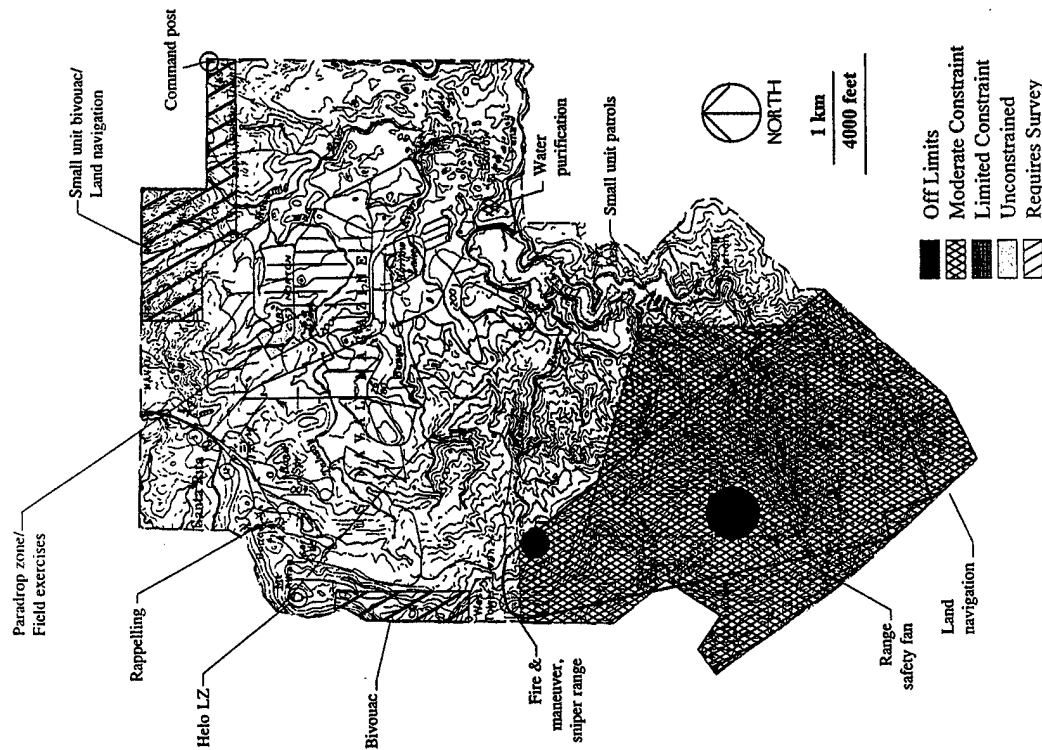 Paradrop zone/
Field exercises
Rappelling
Helo LZ
Bivouac
Fire &
maneuver,
sniper range
Small unit bivouac/
Land navigation
Command post
Water
purification
Small unit patrols
Range
safety fan
Land
navigation
NORTH
1 km
4000 feet
Off Limits
Moderate Constraint
Limited Constraint
Unconstrained
Requires Survey